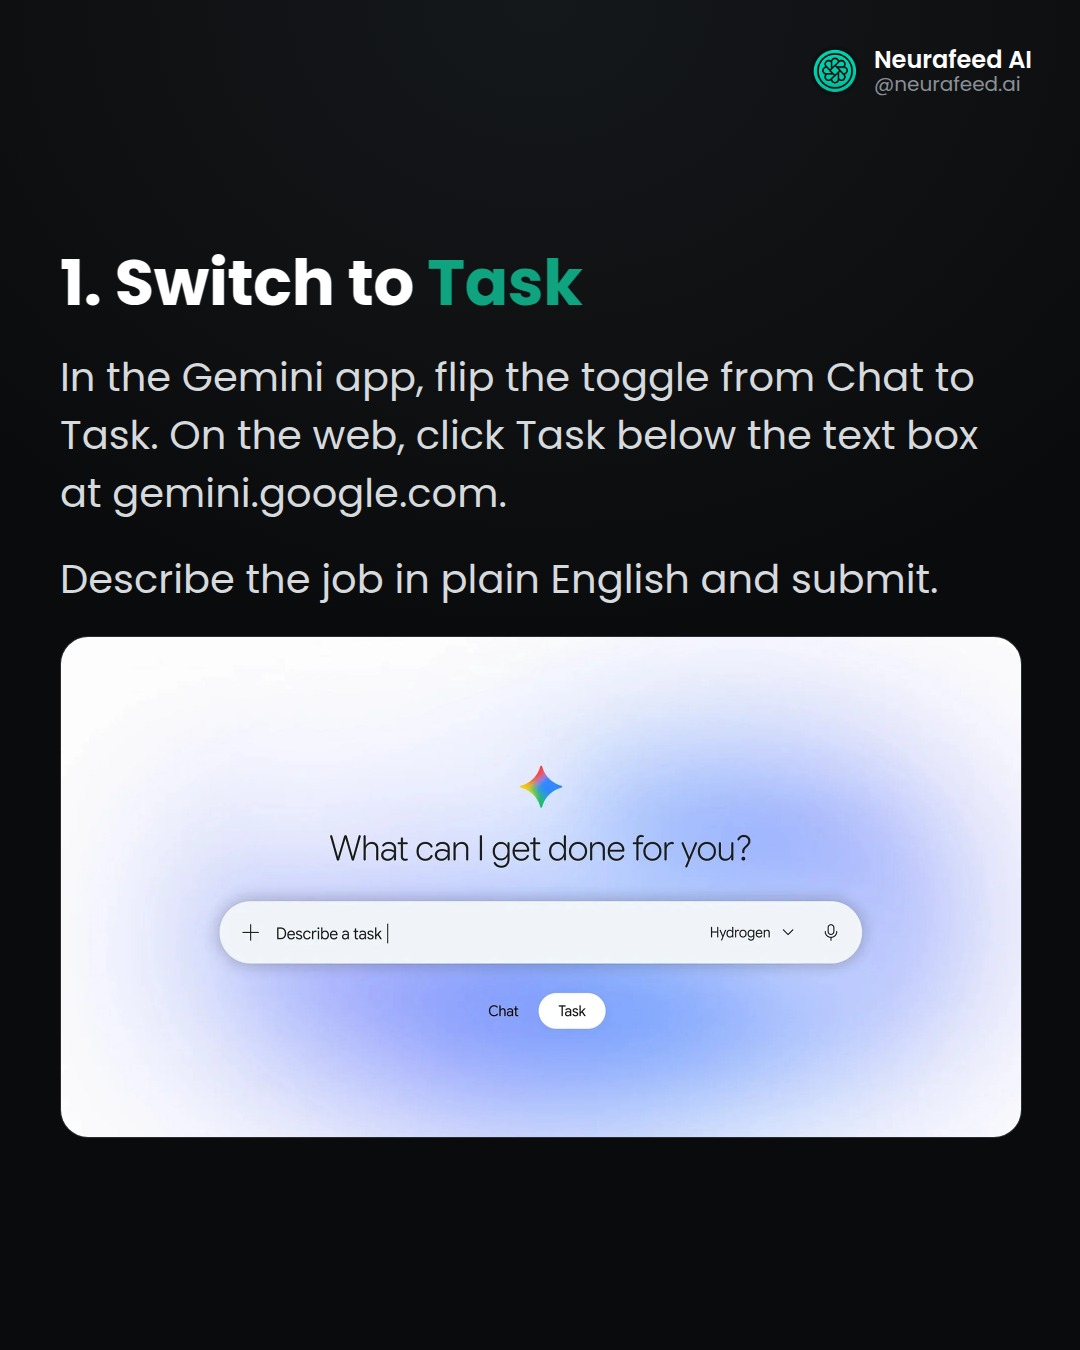 Neurafeed AI
@neurafeed.ai
1. Switch to Task
In the Gemini app, flip the toggle from Chat to
Task. On the web, click Task below the text box
at gemini.google.com.
Describe the job in plain English and submit.
What can I get done for you?
Describe a task
Hydrogen
Chat
Task